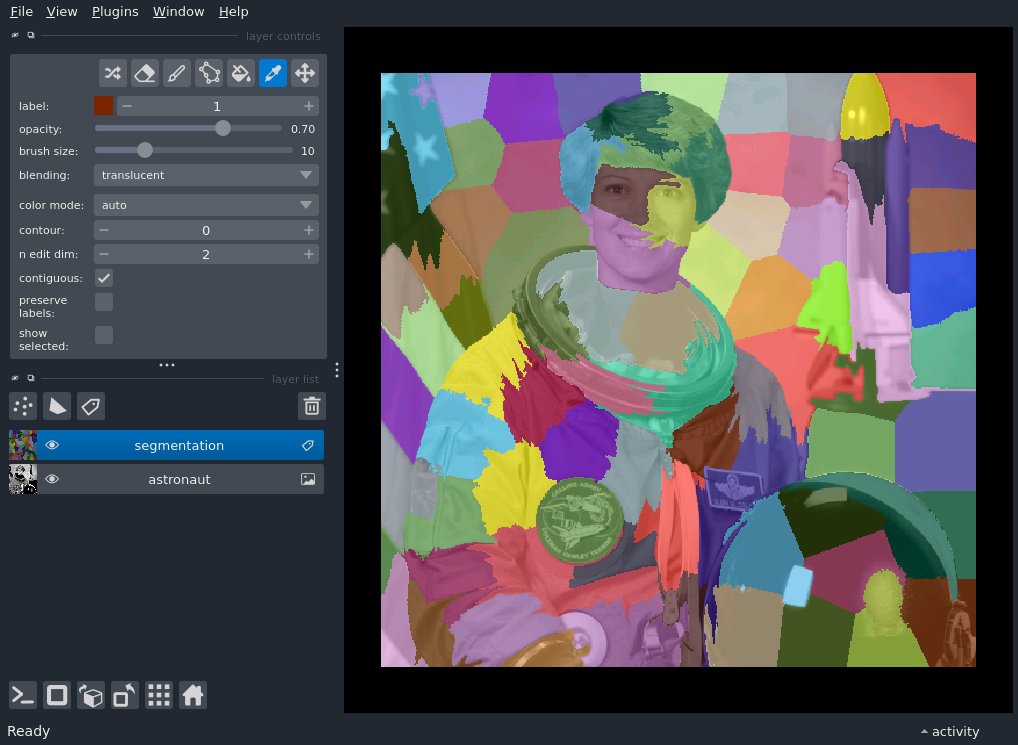 File View Plugins Window Help
layer controls
label: 1
opacity: 0.70
brush size: 10
blending: translucent
color mode: auto
contour: 0
n edit dim: 2
contiguous:
preserve
labels:
show
selected:
layer list
segmentation
astronaut
Ready
activity